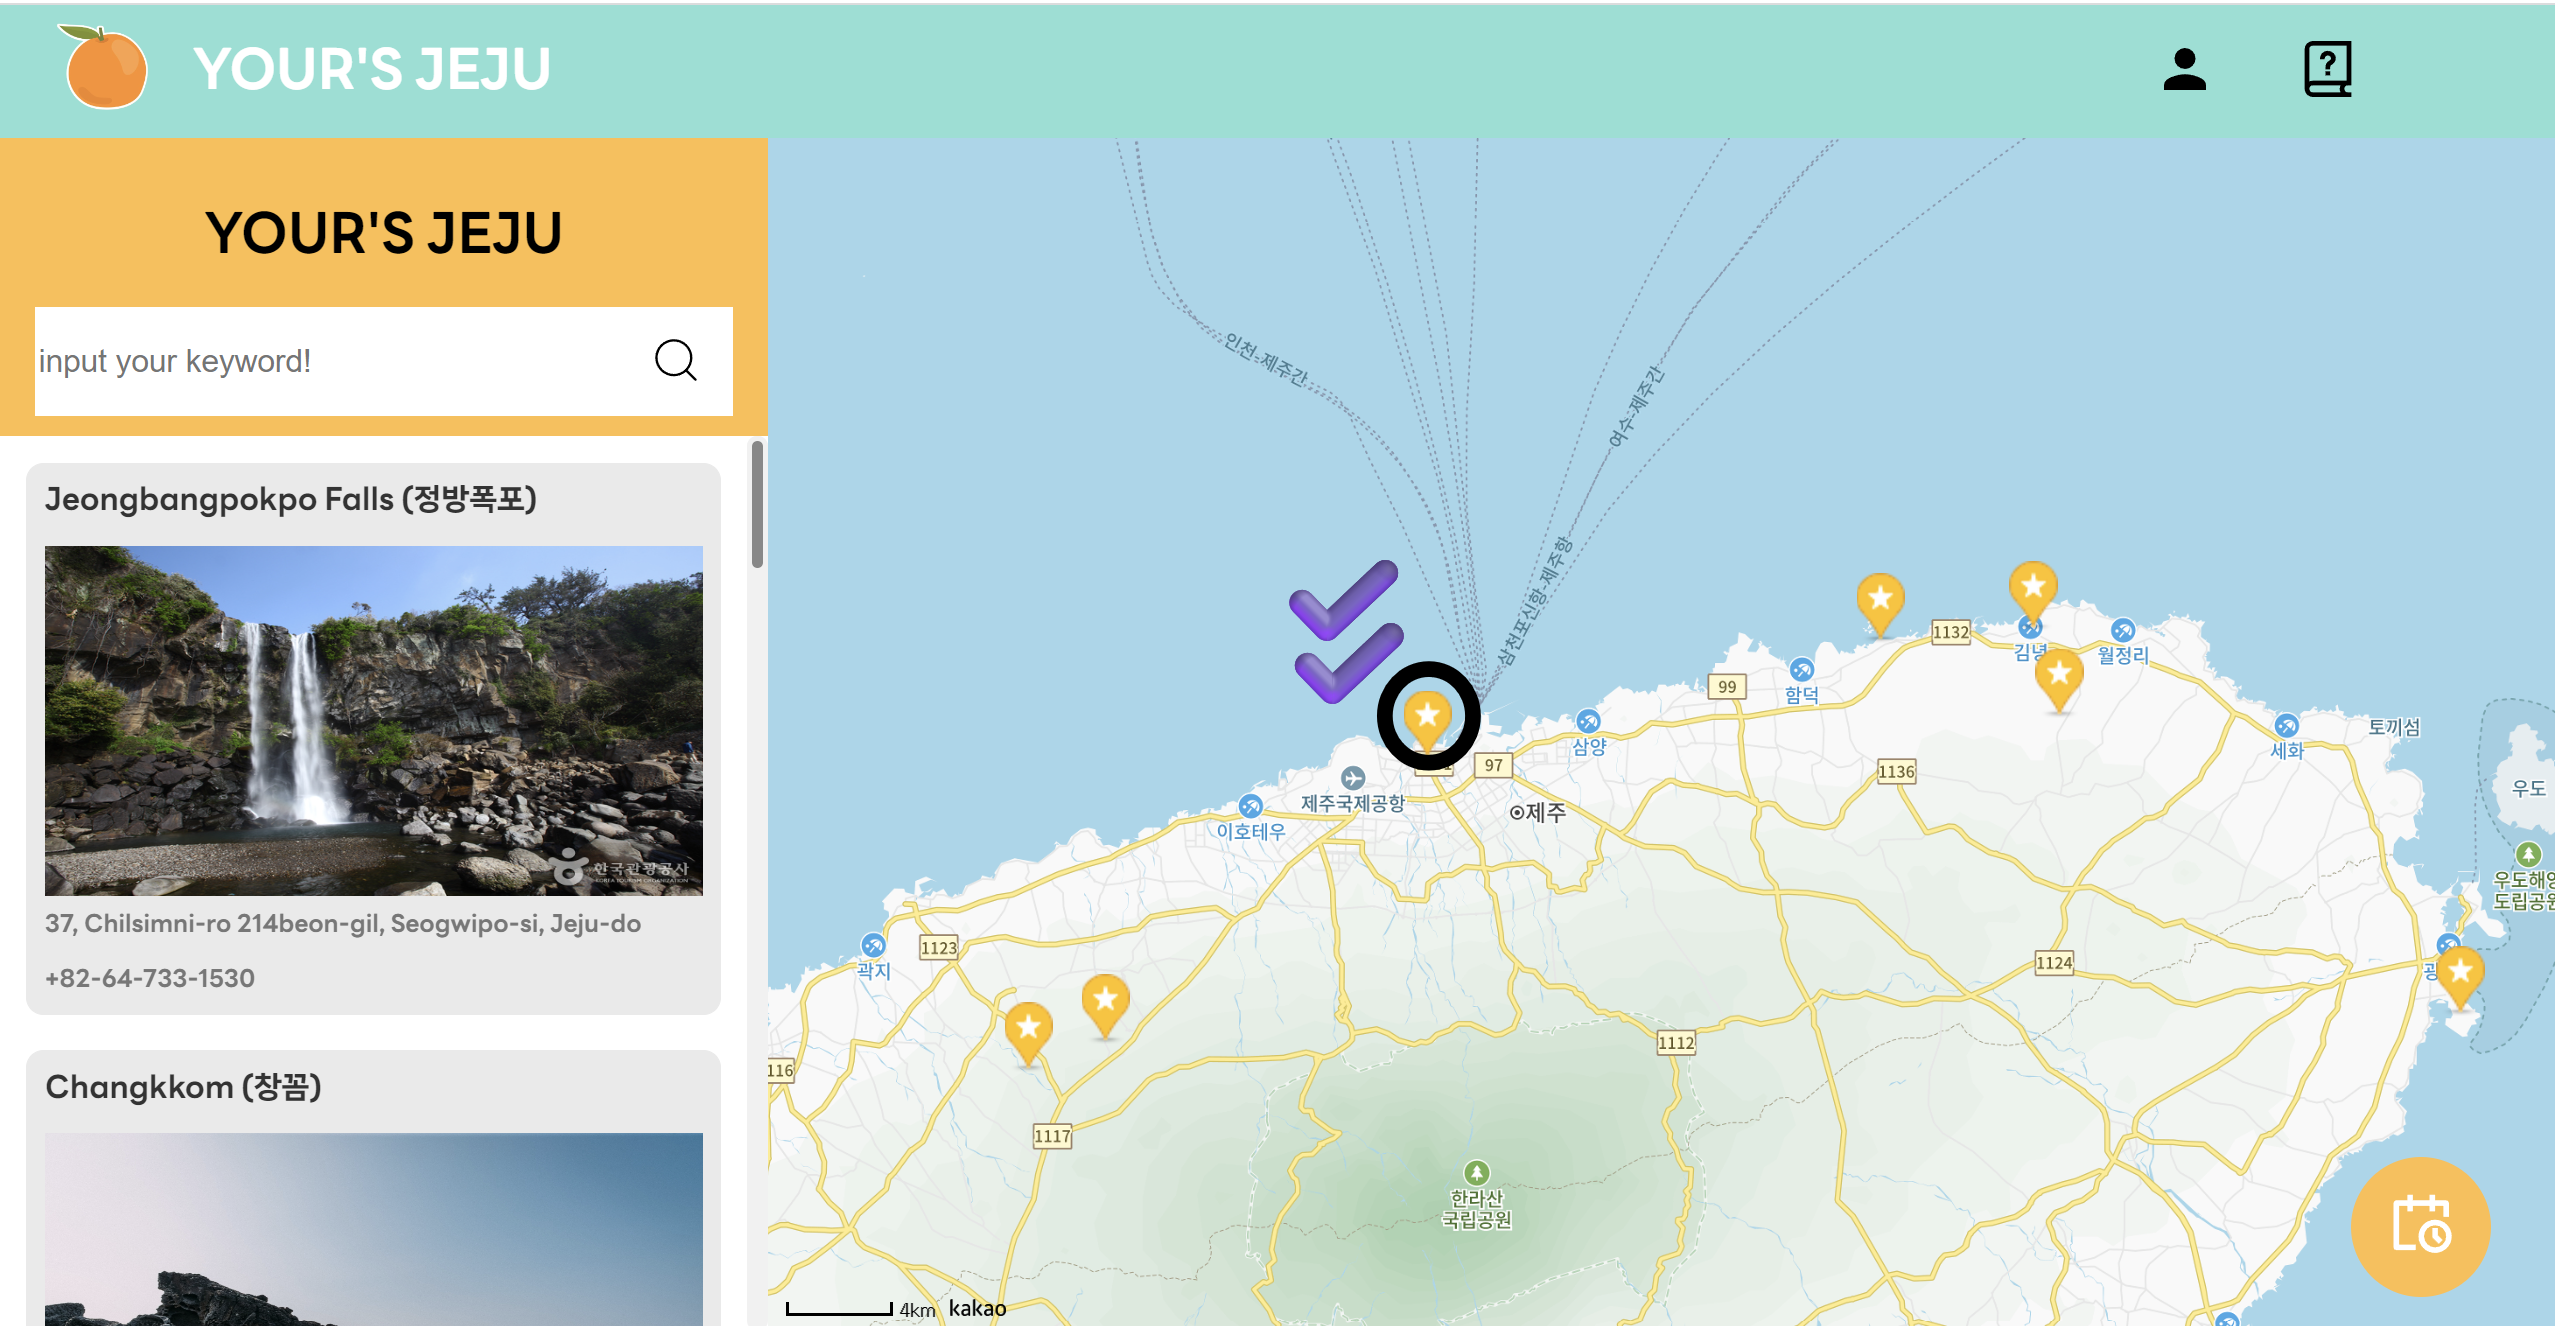 YOUR'S JEJU
YOUR'S JEJU
input your keyword!
Jeongbangpokpo Falls (정방폭포)
한국관광공사
KOREA TOURISM ORGANIZATION
37, Chilsimni-ro 214beon-gil, Seogwipo-si, Jeju-do
+82-64-733-1530
Changkkom (창꼼)
인천-제주간
여수-제주간
삼천포신항-제주항
1132
김녕
월정리
99
함덕
삼양
97
세화
토끼섬
1136
우도
제주국제공항
제주
이호테우
우도해양
도립공원
1123
곽지
1124
광
1112
116
1117
한라산
국립공원
4km kakao